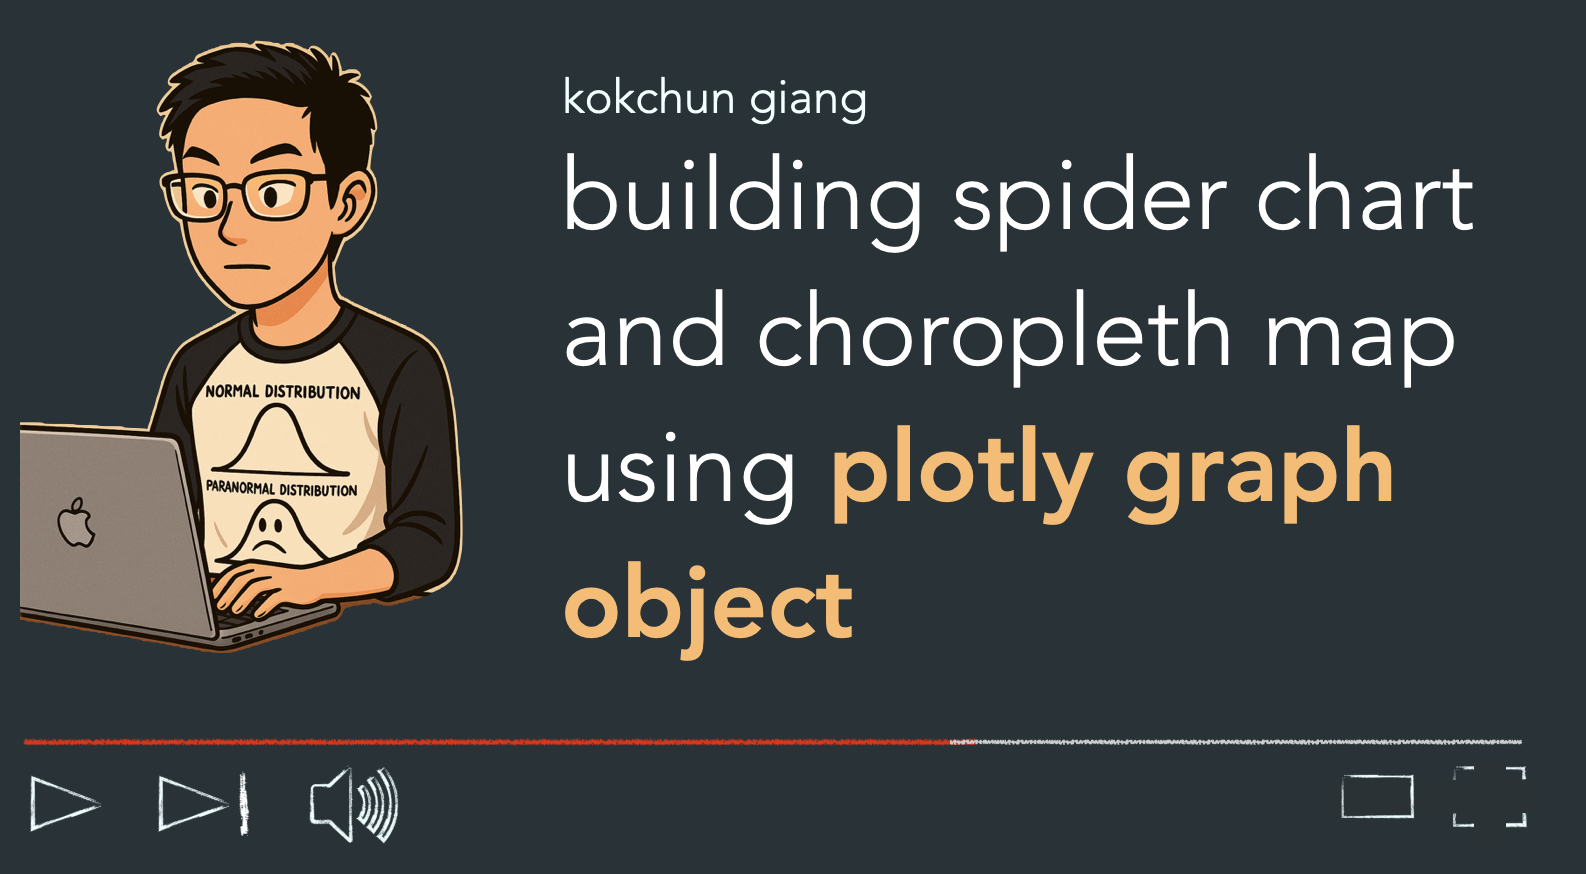 kokchun giang
building spider chart
and choropleth map
using plotly graph
object
NORMAL DISTRIBUTION
PARANORMAL DISTRIBUTION